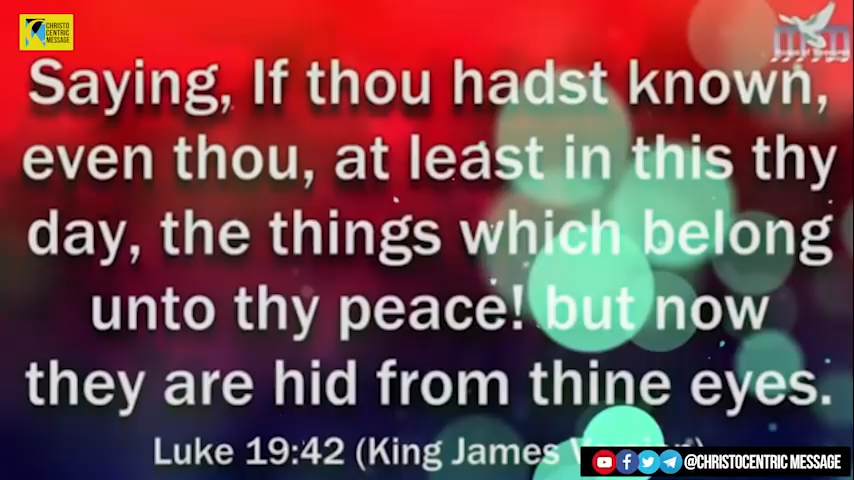 CHRISTO
CENTRIC
MESSAGE
Saying, If thou hadst known,
even thou, at least in this thy
day, the things which belong
unto thy peace! but now
they are hid from thine eyes.
Luke 19:42 (King James
@CHRISTOCENTRIC MESSAGE